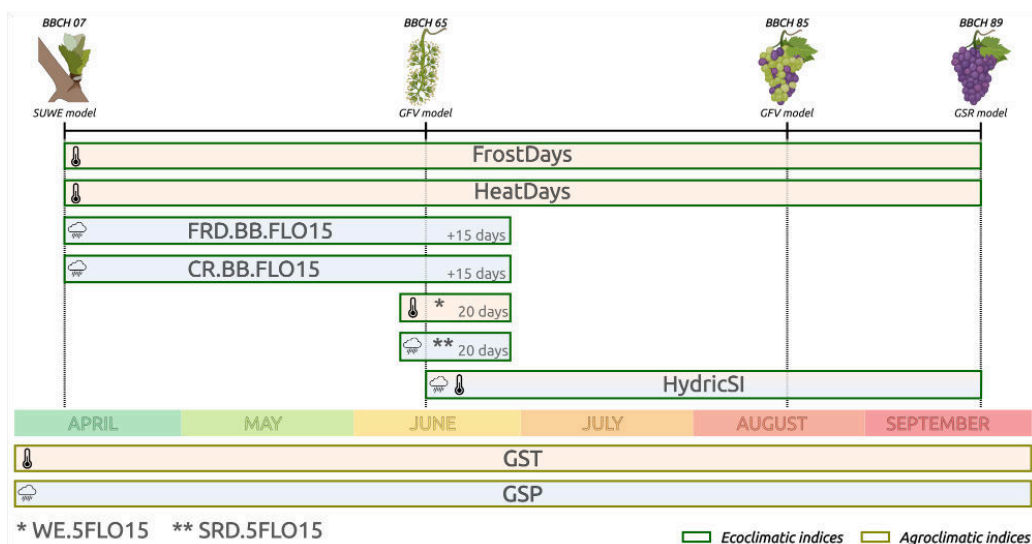 BBCH 07 BBCH 65 BBCH 85 BBCH 89
SUWE model GFV model GFV model GSR model
FrostDays
HeatDays
FRD.BB.FLO15 +15 days
CR.BB.FLO15 +15 days
* 20 days
** 20 days
HydricSI
APRIL MAY JUNE JULY AUGUST SEPTEMBER
GST
GSP
* WE.5FLO15 ** SRD.5FLO15
Ecoclimatic indices Agroclimatic indices